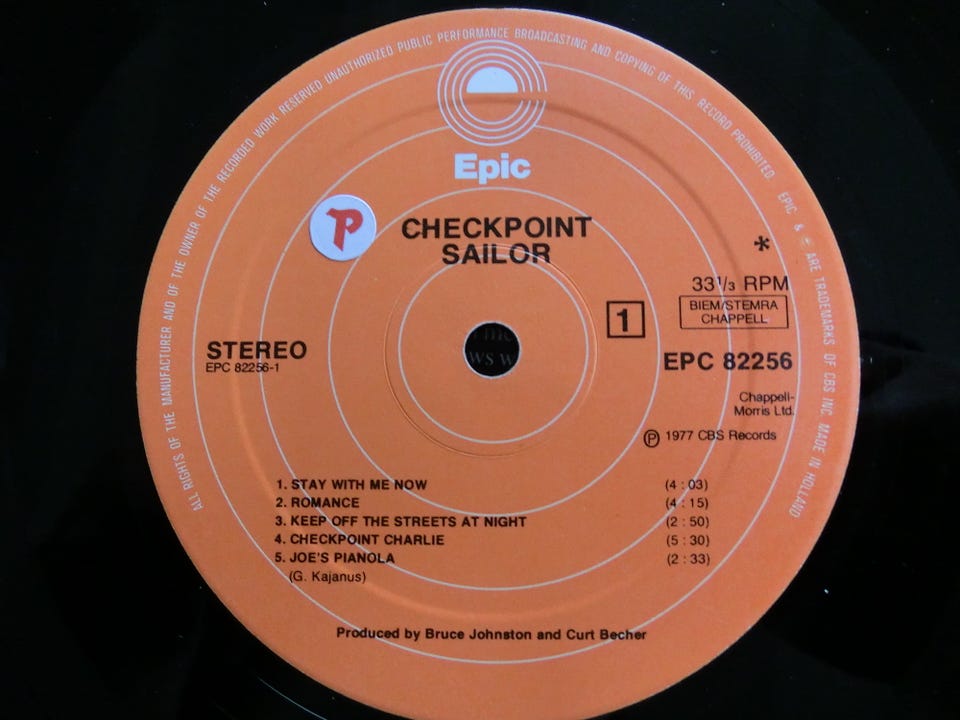 ALL RIGHTS OF THE MANUFACTURER AND OF THE OWNER OF THE RECORDED WORK RESERVED UNAUTHORIZED PUBLIC PERFORMANCE BROADCASTING AND COPYING OF THIS RECORD PROHIBITED EPIC & ARE TRADEMARKS OF CBS INC. MADE IN HOLLAND
Epic
P
CHECKPOINT
SAILOR
*
33 1/3 RPM
BIEM/STEMRA
CHAPPELL
1
STEREO
EPC 82256-1
EPC 82256
Chappell-
Morris Ltd.
Ⓟ 1977 CBS Records
1. STAY WITH ME NOW (4 : 03)
2. ROMANCE (4 : 15)
3. KEEP OFF THE STREETS AT NIGHT (2 : 50)
4. CHECKPOINT CHARLIE (5 : 30)
5. JOE'S PIANOLA (2 : 33)
(G. Kajanus)
Produced by Bruce Johnston and Curt Becher